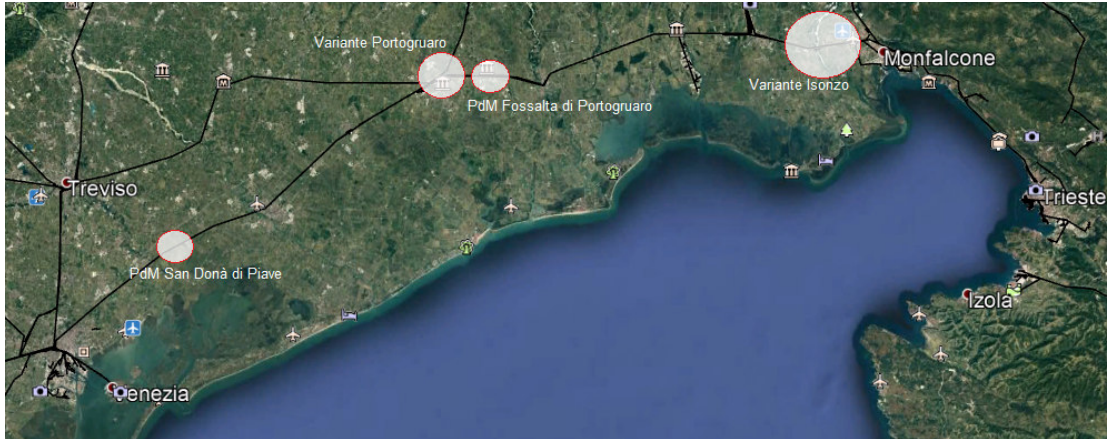 Variante Portogruaro
Monfalcone
Variante Isonzo
PdM Fossalta di Portogruaro
Treviso
Trieste
PdM San Donà di Piave
Izola
Venezia